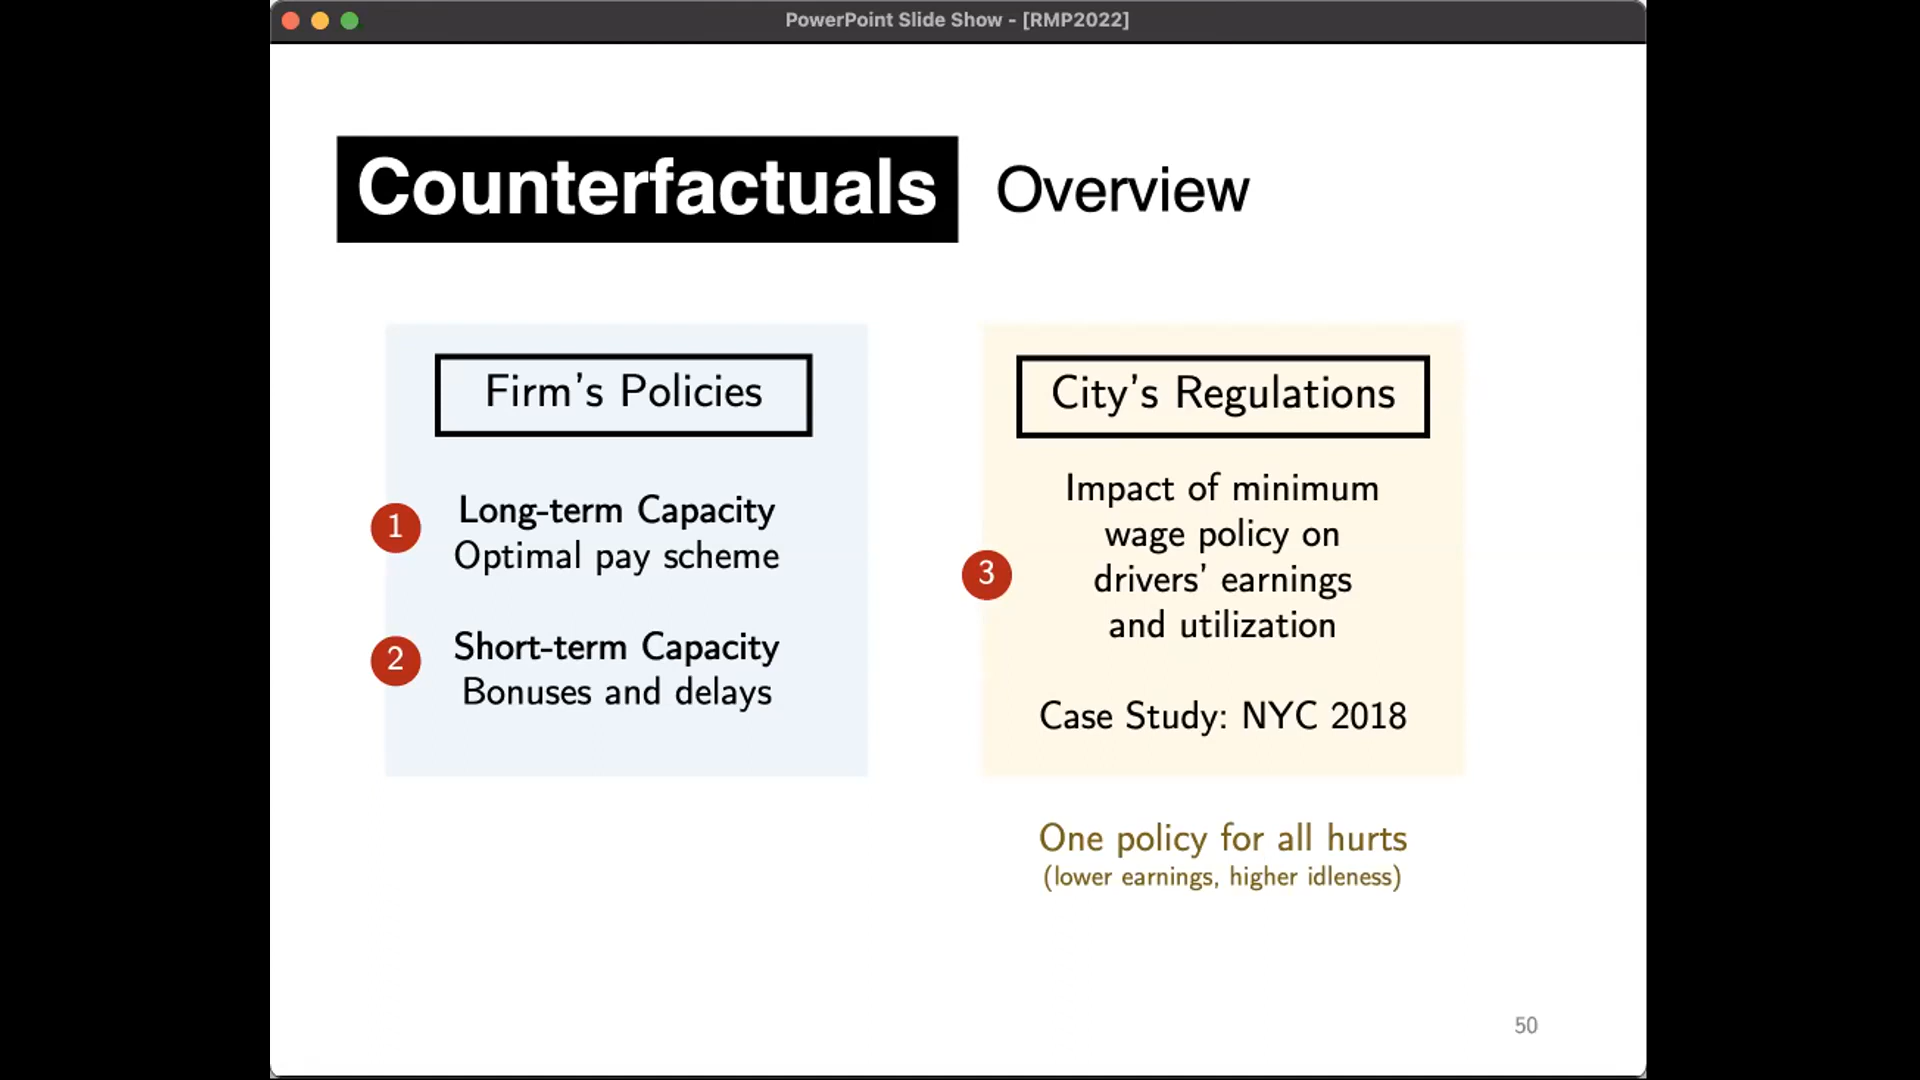 PowerPoint Slide Show - [RMP2022]
Counterfactuals Overview
Firm's Policies
1 Long-term Capacity
Optimal pay scheme
2 Short-term Capacity
Bonuses and delays
City's Regulations
Impact of minimum
wage policy on
3 drivers' earnings
and utilization
Case Study: NYC 2018
One policy for all hurts
(lower earnings, higher idleness)
50